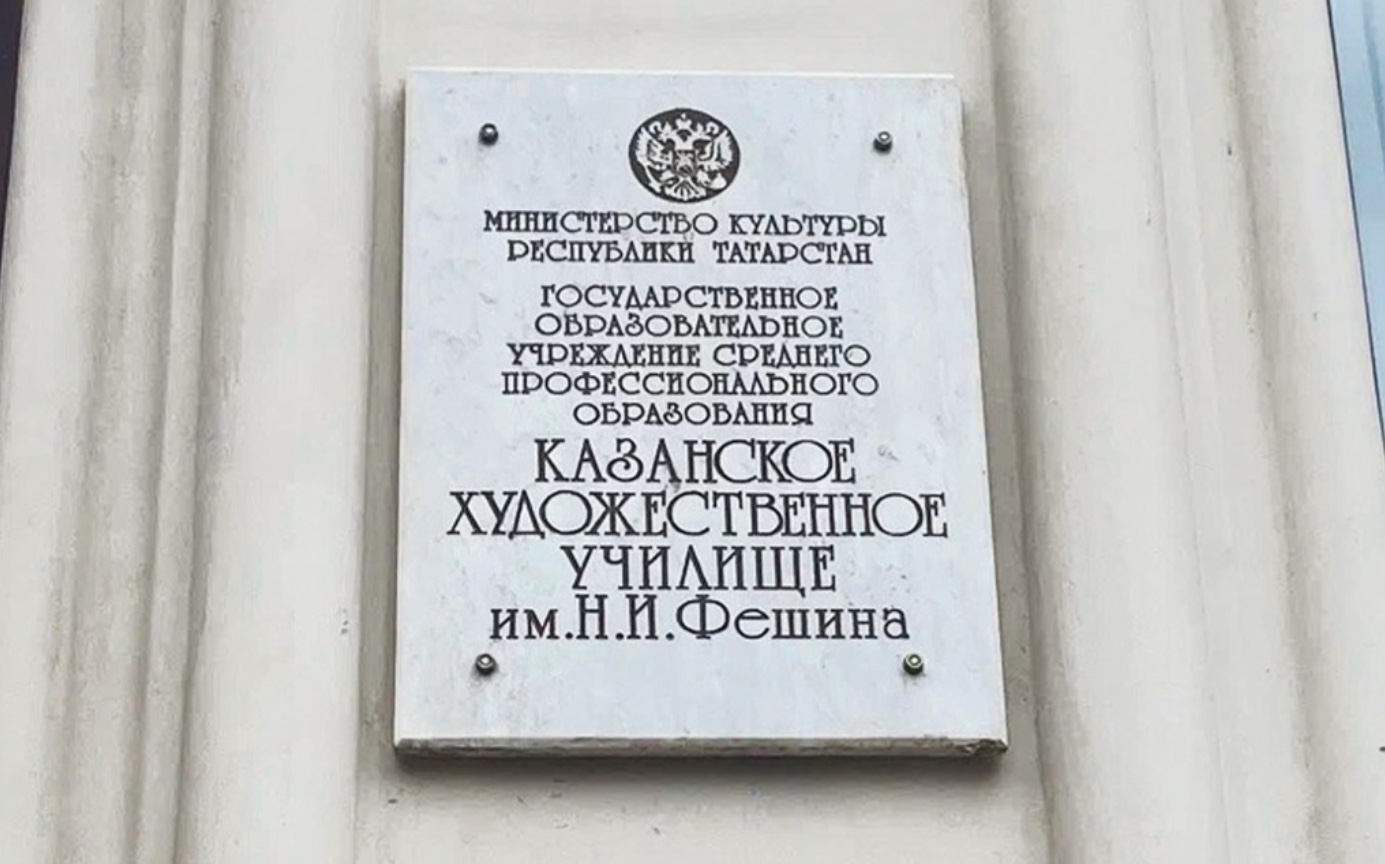 МИНИСТЕРСТВО КУЛЬТУРЫ
РЕСПУБЛИКИ ТАТАРСТАН
ГОСУДАРСТВЕННОЕ
ОБРАЗОВАТЕЛЬНОЕ
УЧРЕЖДЕНИЕ СРЕДНЕГО
ПРОФЕССИОНАЛЬНОГО
ОБРАЗОВАНИЯ
КАЗАНСКОЕ
ХУДОЖЕСТВЕННОЕ
УЧИЛИЩЕ
им.Н.И.Фешина